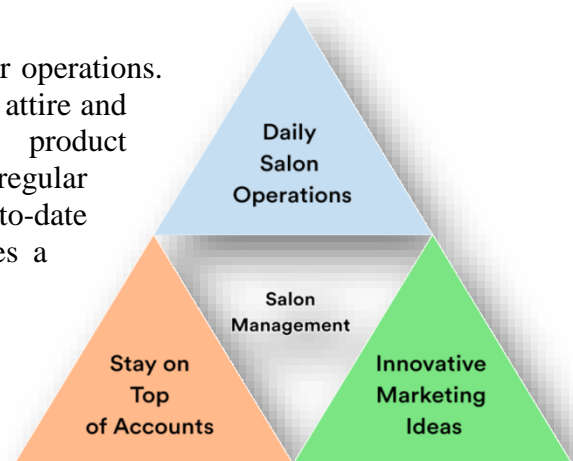 r operations.
attire and
product
regular
to-date
es a
Daily
Salon
Operations
Salon
Management
Stay on
Top
of Accounts
Innovative
Marketing
Ideas